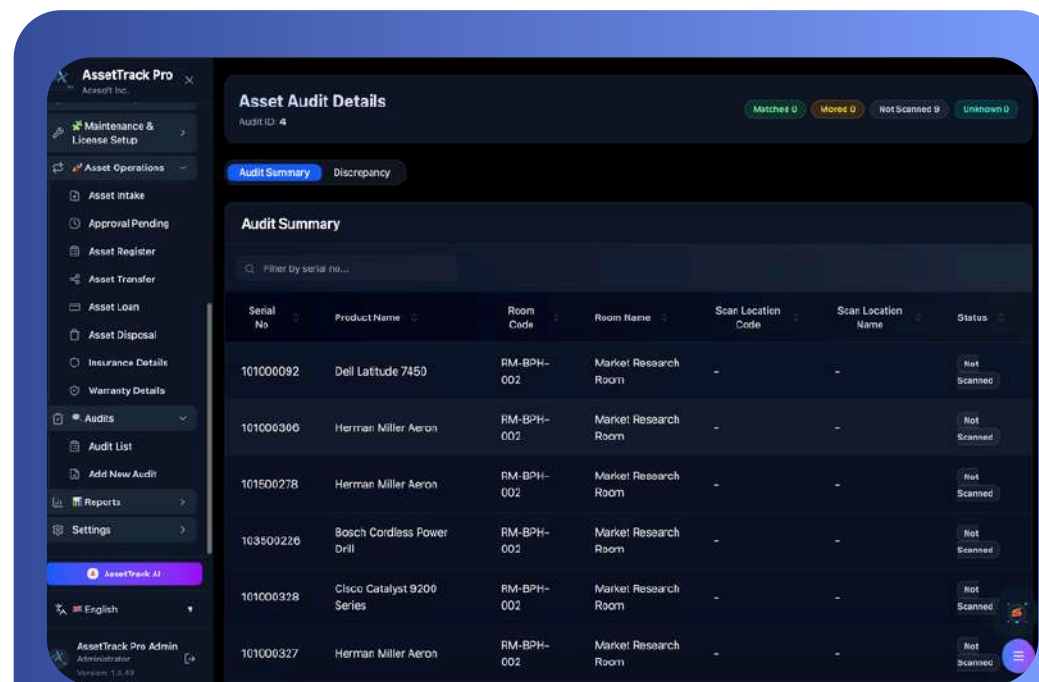 AssetTrack Pro
Acesoft Inc.
Maintenance &
License Setup
Asset Operations
Asset Intake
Approval Pending
Asset Register
Asset Transfer
Asset Loan
Asset Disposal
Insurance Details
Warranty Details
Audits
Audit List
Add New Audit
Reports
Settings
AssetTrack AI
English
AssetTrack Pro Admin
Administrator
Asset Audit Details
Audit ID: 4
Matched 0
Moved 0
Not Scanned 9
Unknown 0
Audit Summary
Discrepancy
Audit Summary
Filter by serial no...
Serial
No
Product Name
Room
Code
Room Name
Scan Location
Code
Scan Location
Name
Status
101000092
Dell Latitude 7450
RM-BPH-
002
Market Research
Room
-
-
Not
Scanned
101000306
Herman Miller Aeron
RM-BPH-
002
Market Research
Room
-
-
Not
Scanned
101500278
Herman Miller Aeron
RM-BPH-
002
Market Research
Room
-
-
Not
Scanned
103500226
Bosch Cordless Power
Drill
RM-BPH-
002
Market Research
Room
-
-
Not
Scanned
101000328
Cisco Catalyst 9200
Series
RM-BPH-
002
Market Research
Room
-
-
Not
Scanned
101000327
Herman Miller Aeron
RM-BPH-
002
Market Research
Room
-
-
Not
Scanned